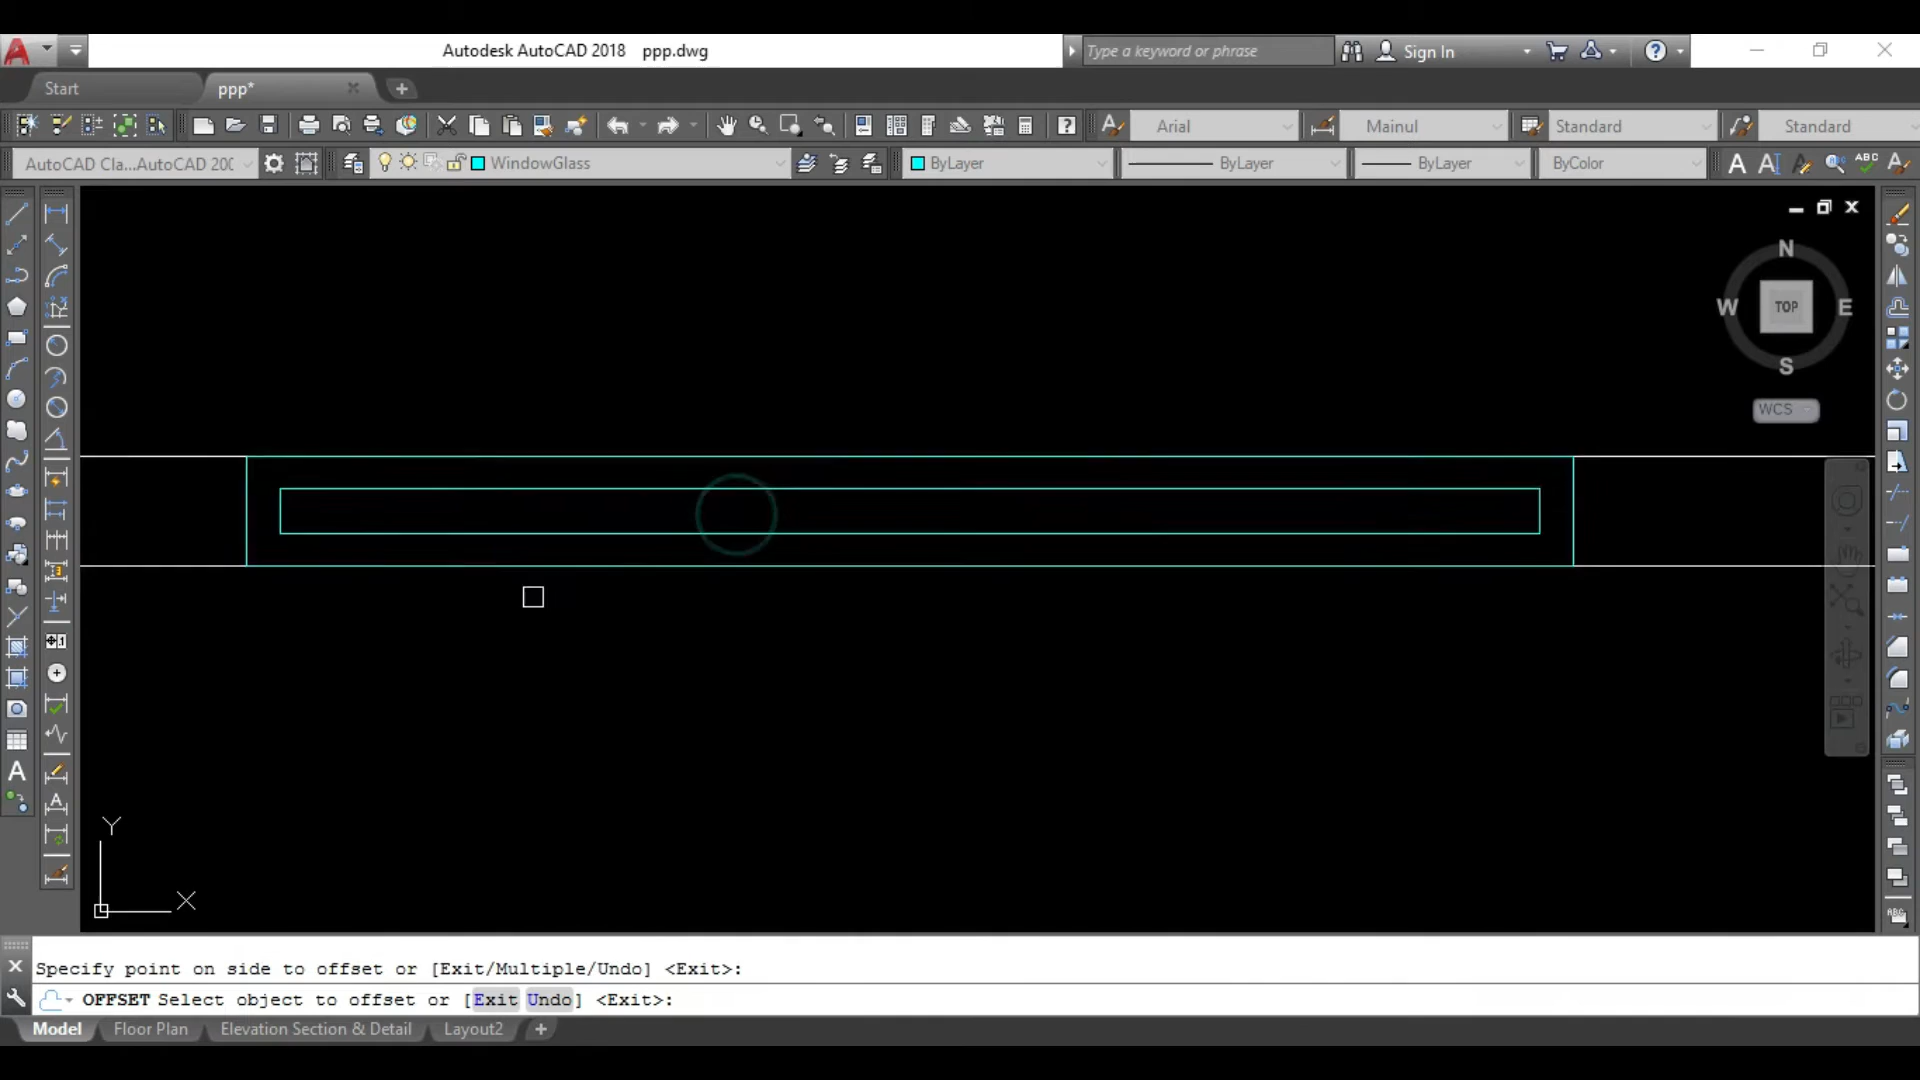 Autodesk AutoCAD 2018 ppp.dwg
Type a keyword or phrase
Sign In
Start
ppp*
Arial
Mainul
Standard
Standard
AutoCAD Cla...AutoCAD 200
WindowGlass
ByLayer
ByLayer
ByLayer
ByColor
N
W
TOP
E
S
WCS
Y
X
Specify point on side to offset or [Exit/Multiple/Undo] <Exit>:
OFFSET Select object to offset or [Exit Undo] <Exit>:
Model
Floor Plan
Elevation Section & Detail
Layout2